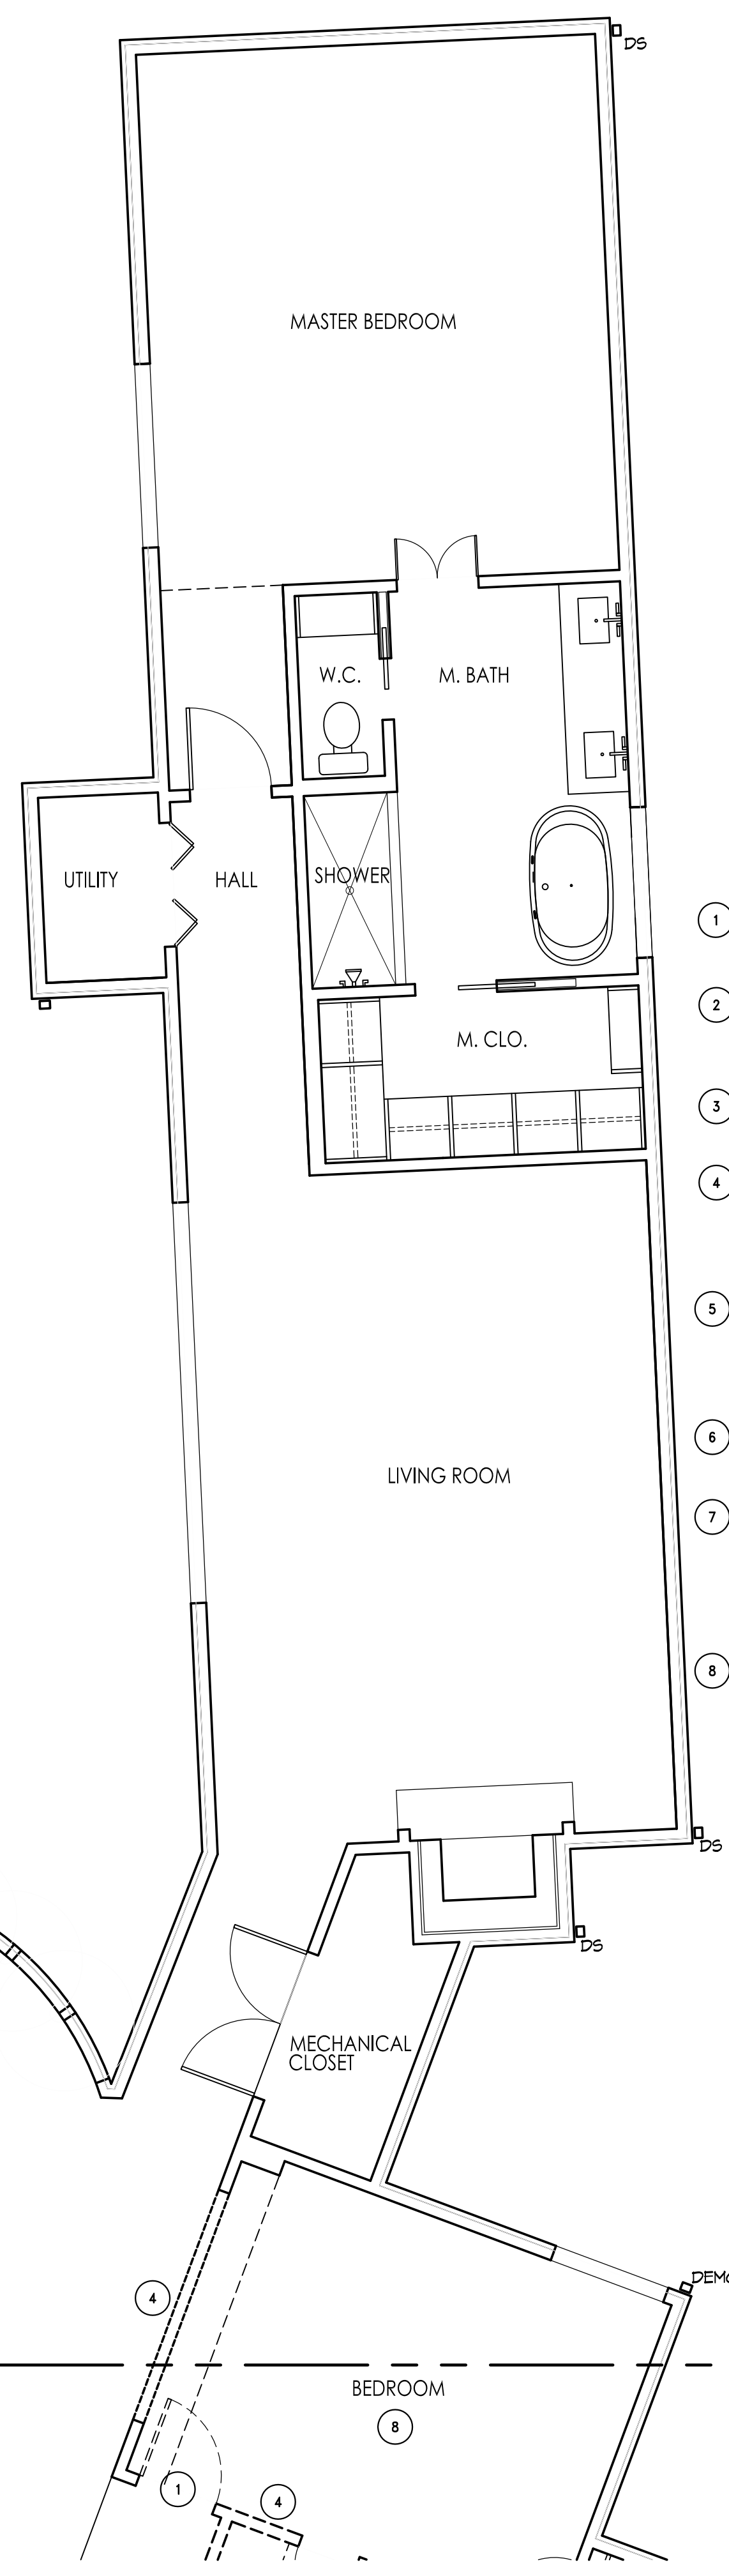 DS
MASTER BEDROOM
W.C.
M. BATH
UTILITY
HALL
SHOWER
1
2
M. CLO.
3
4
5
6
LIVING ROOM
7
8
DS
DS
MECHANICAL
CLOSET
4
BEDROOM
8
1
4